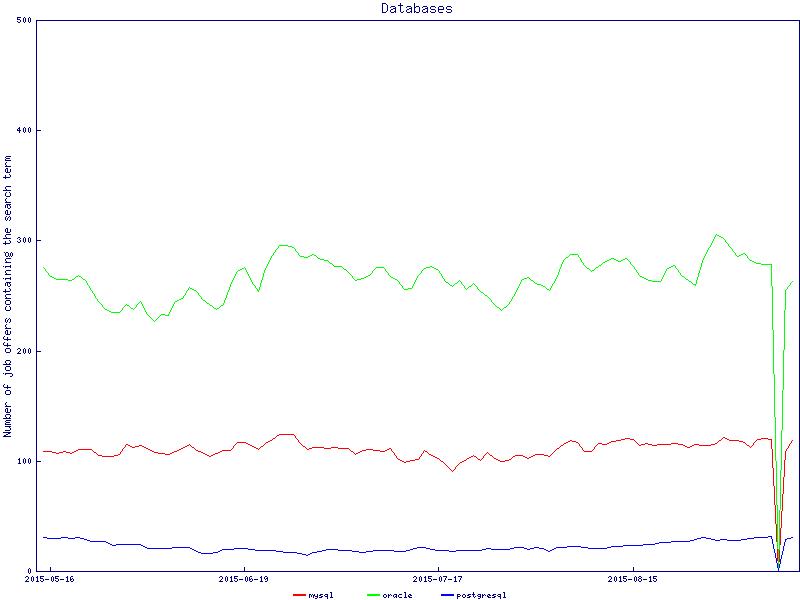 Databases
Number of job offers containing the search term
500
400
300
200
100
0
2015-05-16 2015-06-19 2015-07-17 2015-08-15
mysql oracle postgresql